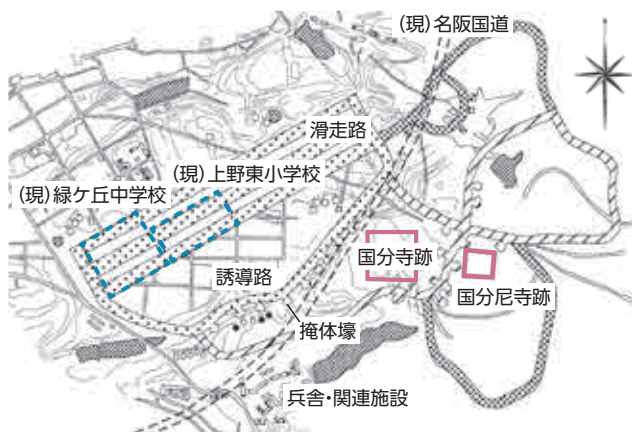 (現)名阪国道
滑走路
(現)上野東小学校
(現)緑ケ丘中学校
国分寺跡
誘導路
国分尼寺跡
掩体壕
兵舎・関連施設